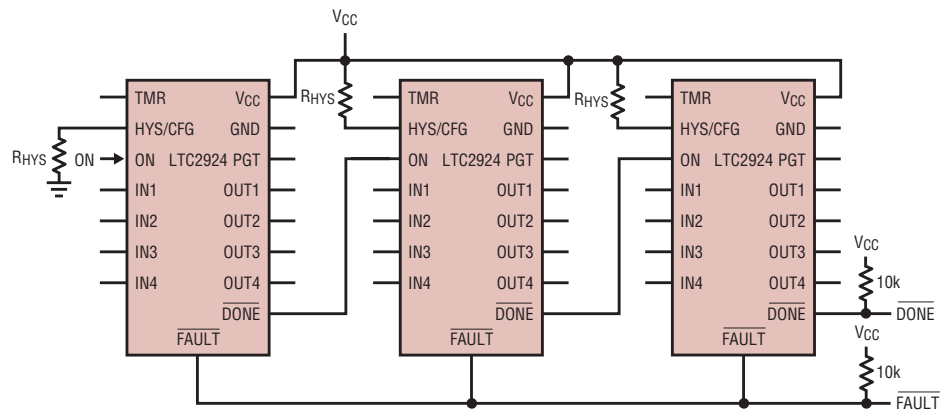 VCC
TMR VCC
HYS/CFG GND
ON LTC2924 PGT
IN1 OUT1
IN2 OUT2
IN3 OUT3
IN4 OUT4
DONE
FAULT
RHYS
ON
RHYS
TMR VCC
HYS/CFG GND
ON LTC2924 PGT
IN1 OUT1
IN2 OUT2
IN3 OUT3
IN4 OUT4
DONE
FAULT
RHYS
TMR VCC
HYS/CFG GND
ON LTC2924 PGT
IN1 OUT1
IN2 OUT2
IN3 OUT3
IN4 OUT4
DONE
FAULT
VCC
10k
DONE
VCC
10k
FAULT